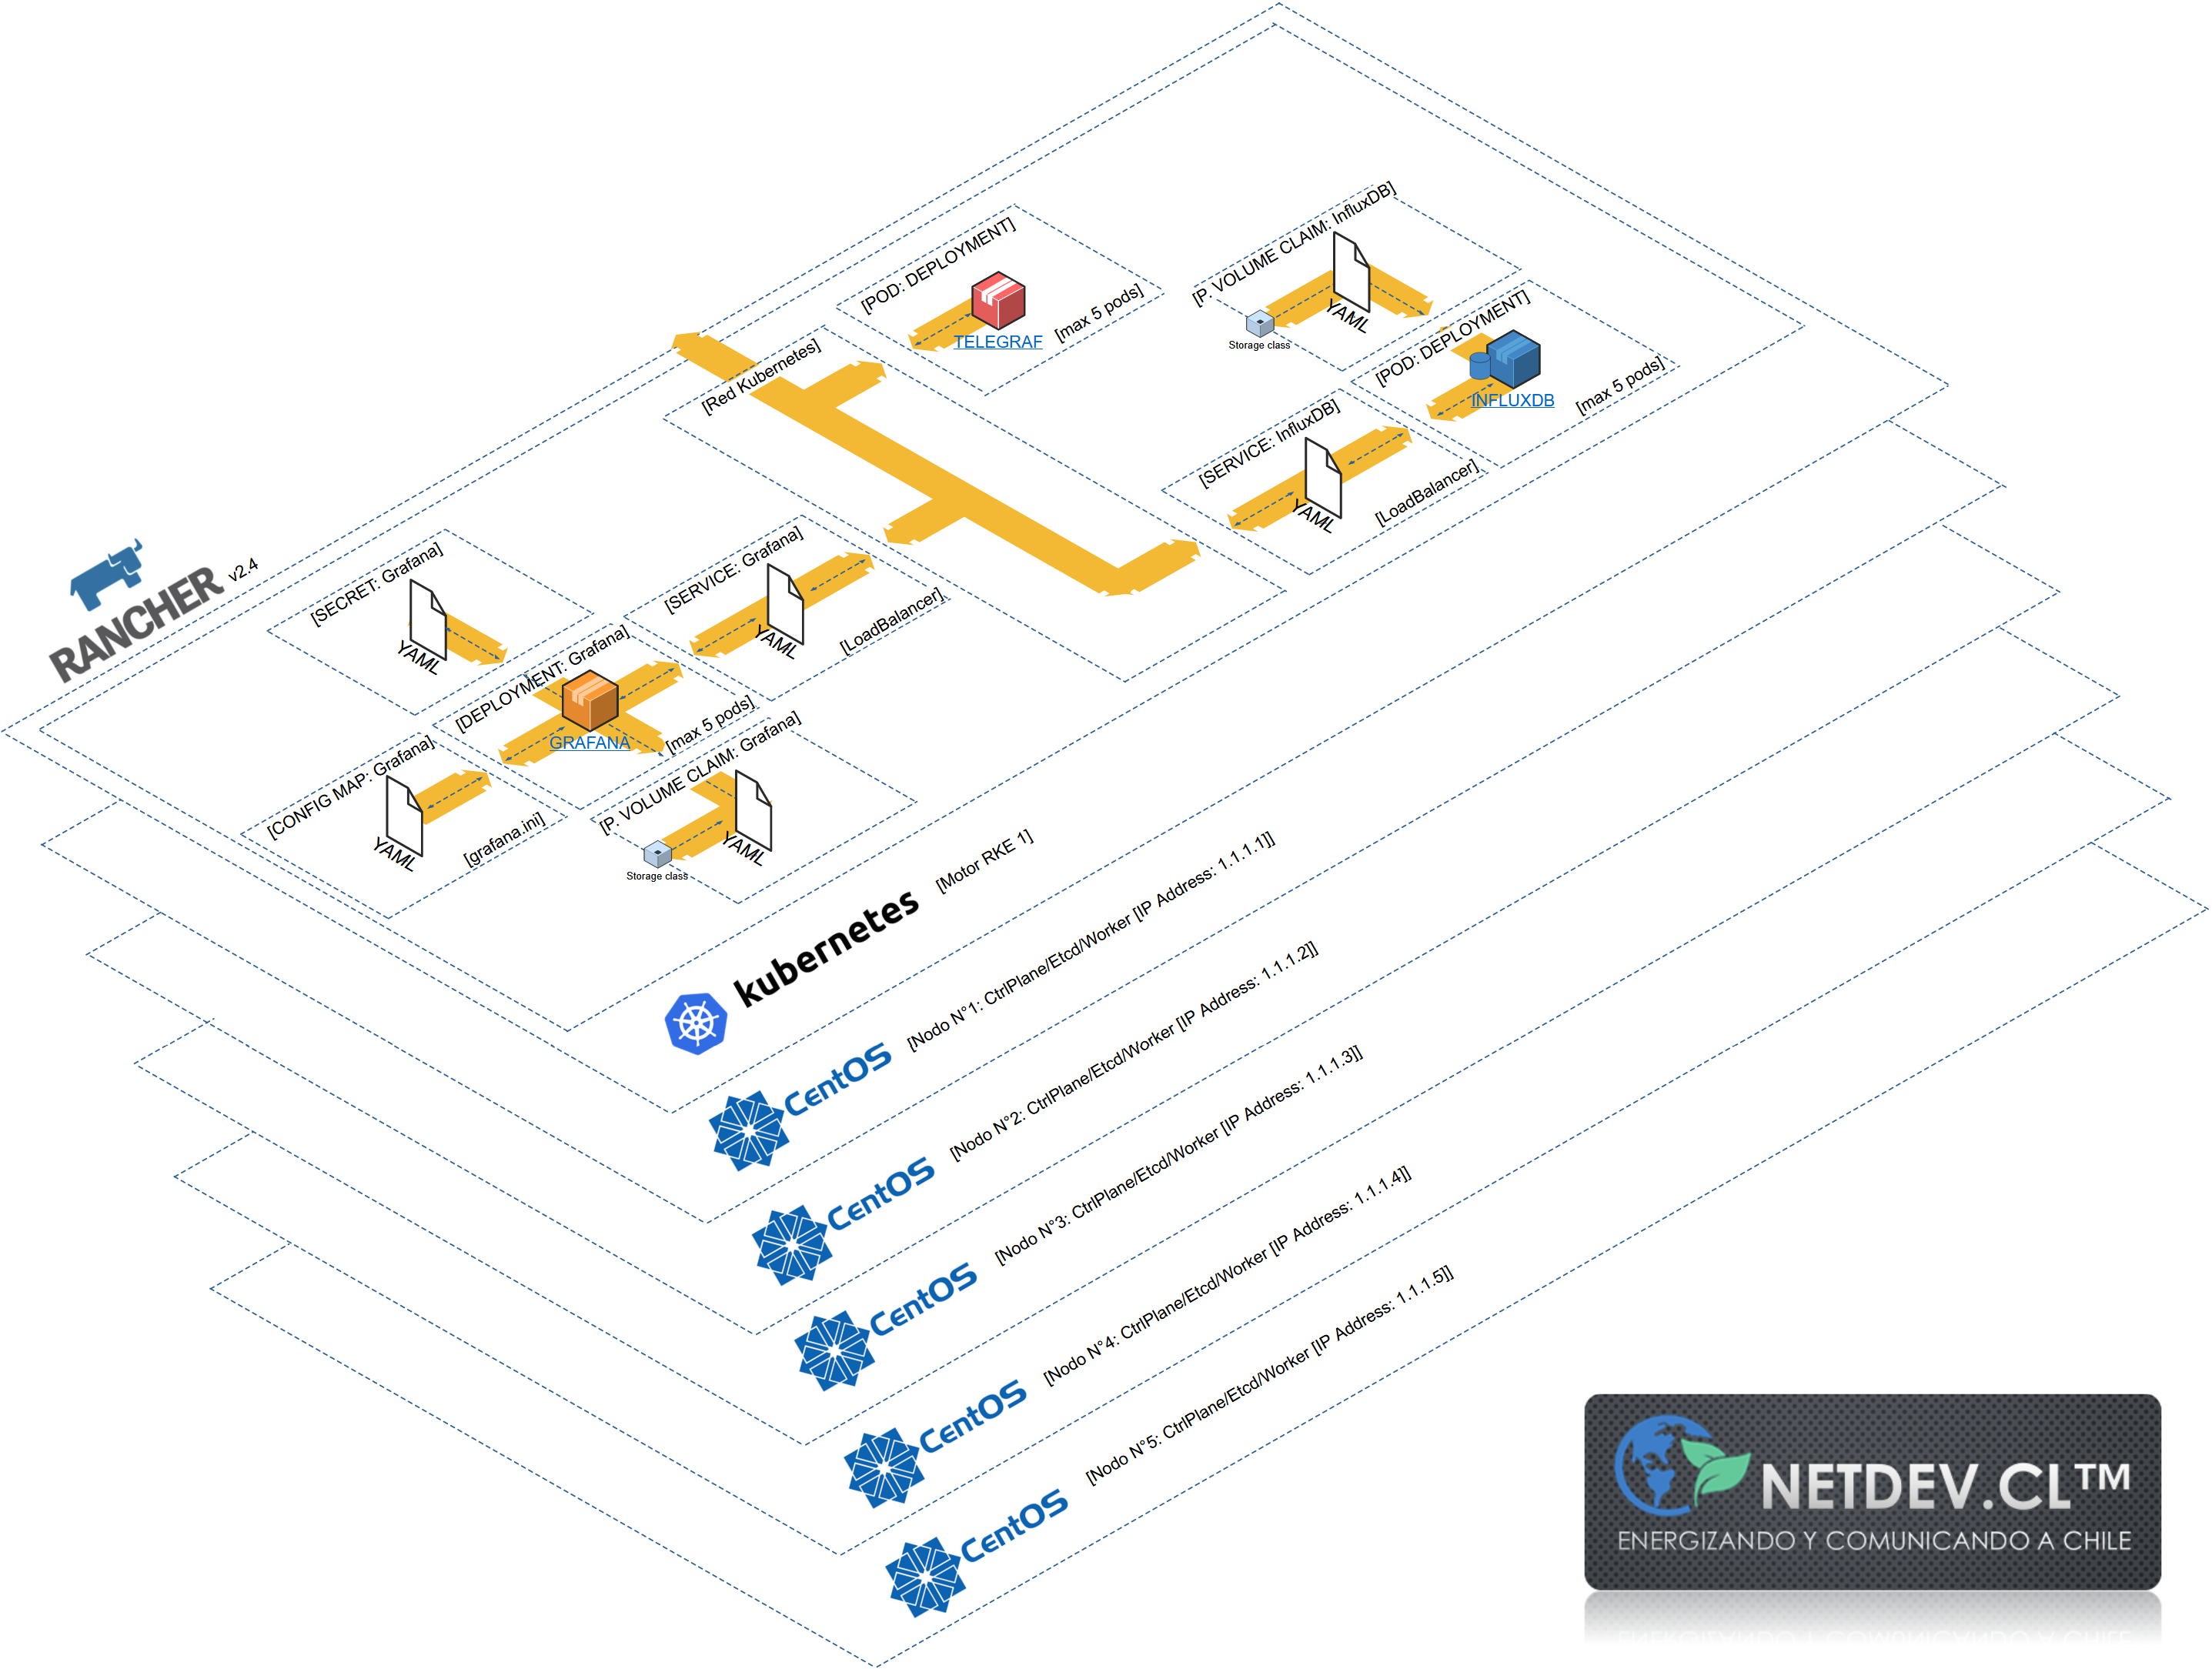 [P. VOLUME CLAIM: InfluxDB]
YAML
Storage class
[POD: DEPLOYMENT]
TELEGRAF
[max 5 pods]
[POD: DEPLOYMENT]
INFLUXDB
[max 5 pods]
[Red Kubernetes]
[SERVICE: InfluxDB]
YAML
[LoadBalancer]
RANCHER v2.4
[SECRET: Grafana]
YAML
[SERVICE: Grafana]
YAML
[LoadBalancer]
[DEPLOYMENT: Grafana]
GRAFANA
[max 5 pods]
[CONFIG MAP: Grafana]
YAML
[grafana.ini]
[P. VOLUME CLAIM: Grafana]
YAML
Storage class
kubernetes [Motor RKE 1]
CentOS [Nodo N°1: CtrlPlane/Etcd/Worker [IP Address: 1.1.1.1]]
CentOS [Nodo N°2: CtrlPlane/Etcd/Worker [IP Address: 1.1.1.2]]
CentOS [Nodo N°3: CtrlPlane/Etcd/Worker [IP Address: 1.1.1.3]]
CentOS [Nodo N°4: CtrlPlane/Etcd/Worker [IP Address: 1.1.1.4]]
CentOS [Nodo N°5: CtrlPlane/Etcd/Worker [IP Address: 1.1.1.5]]
NETDEV.CL™
ENERGIZANDO Y COMUNICANDO A CHILE